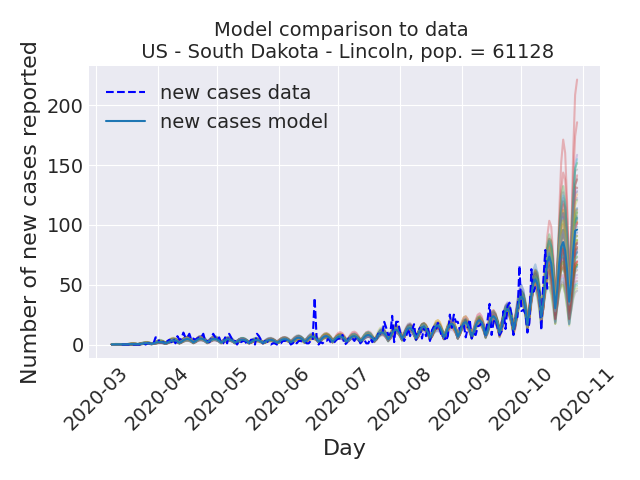 Model comparison to data
US - South Dakota - Lincoln, pop. = 61128
Number of new cases reported
200
150
100
50
0
new cases data
new cases model
2020-03
2020-04
2020-05
2020-06
2020-07
2020-08
2020-09
2020-10
2020-11
Day